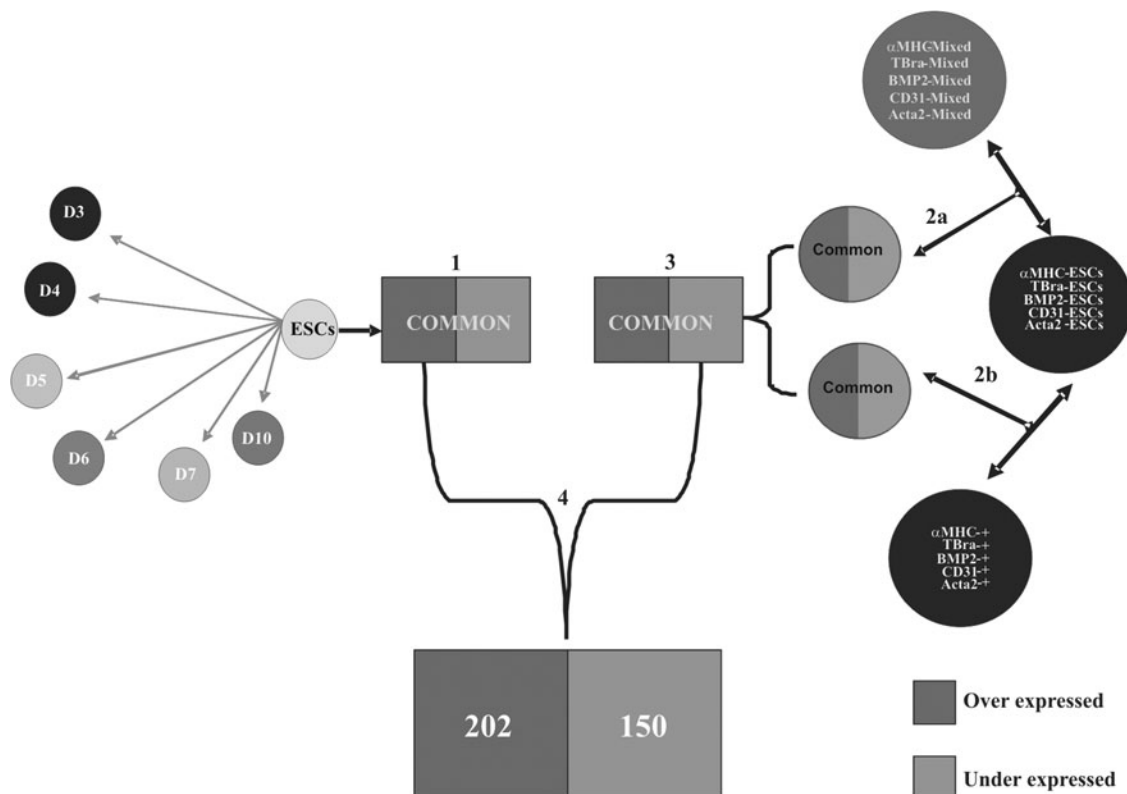 αMHC-Mixed
TBra-Mixed
BMP2-Mixed
CD31-Mixed
Acta2-Mixed
D3
D4
D5
D6
D7
D10
ESCs
1
COMMON
3
COMMON
Common
Common
2a
2b
αMHC-ESCs
TBra-ESCs
BMP2-ESCs
CD31-ESCs
Acta2-ESCs
αMHC-+
TBra-+
BMP2-+
CD31-+
Acta2-+
4
202
150
Over expressed
Under expressed